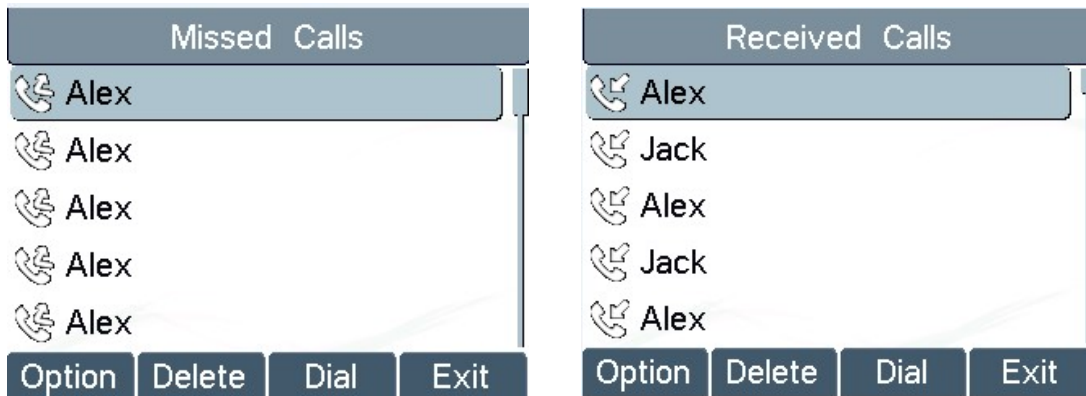 Missed Calls
Alex
Alex
Alex
Alex
Alex
Option Delete Dial Exit
Received Calls
Alex
Jack
Alex
Jack
Alex
Option Delete Dial Exit